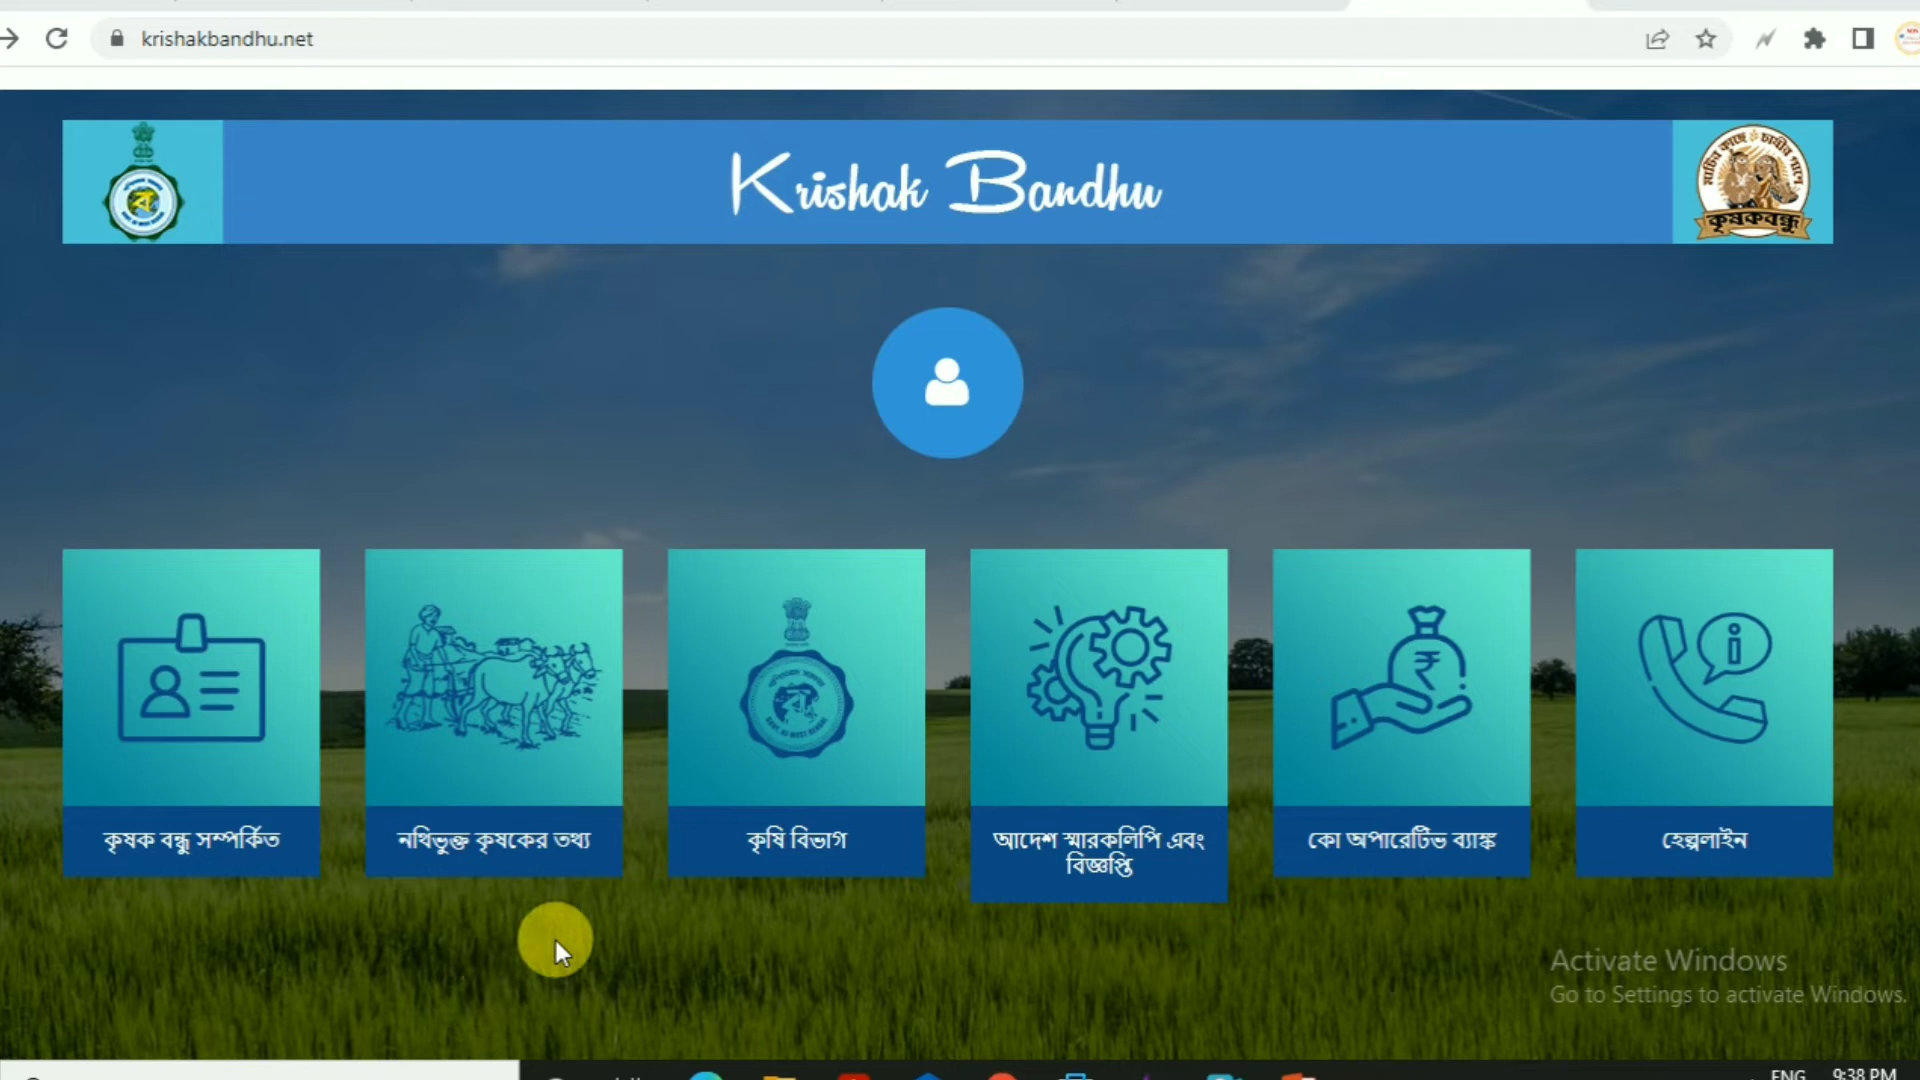 krishakbandhu.net
Krishak Bandhu
কৃষকবন্ধু
কৃষক বন্ধু সম্পর্কিত
নথিভুক্ত কৃষকের তথ্য
কৃষি বিভাগ
আদেশ স্মারকলিপি এবং
বিজ্ঞপ্তি
কো অপারেটিভ ব্যাঙ্ক
হেল্পলাইন
Activate Windows
Go to Settings to activate Windows.
ENG
9:38 PM